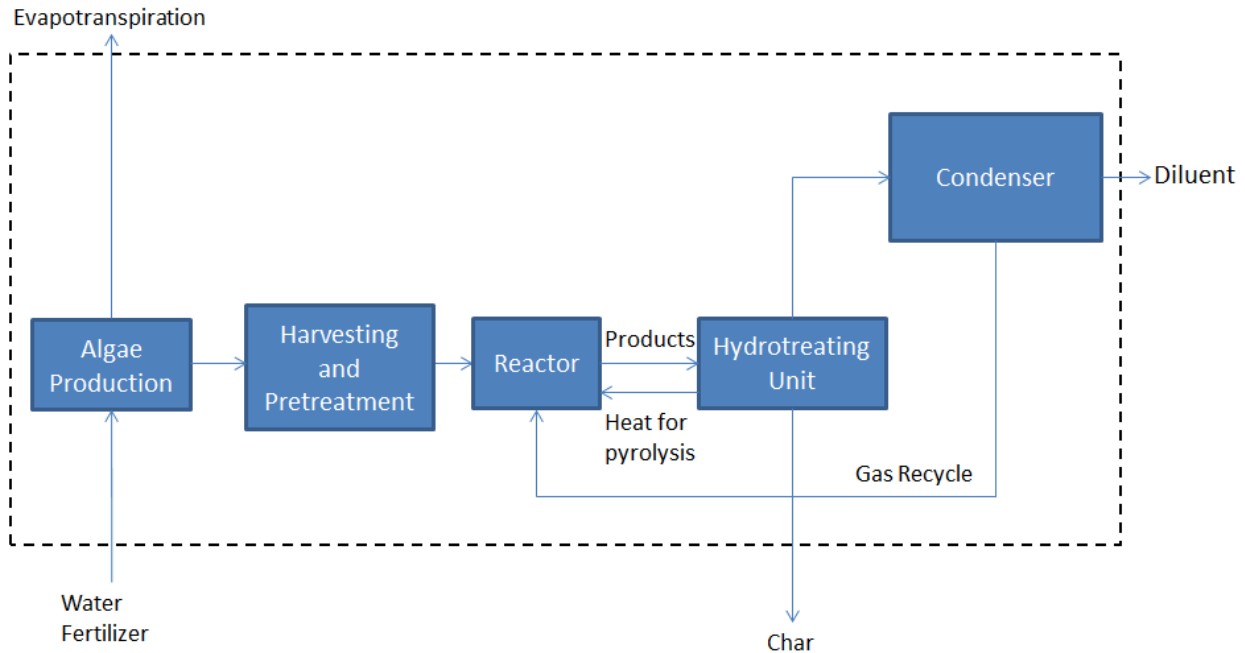 Evapotranspiration
Condenser
Diluent
Algae
Production
Harvesting
and
Pretreatment
Reactor
Products
Hydrotreating
Unit
Heat for
pyrolysis
Gas Recycle
Water
Fertilizer
Char